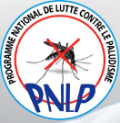 PROGRAMME NATIONAL DE LUTTE CONTRE LE PALUDISME
PNLP